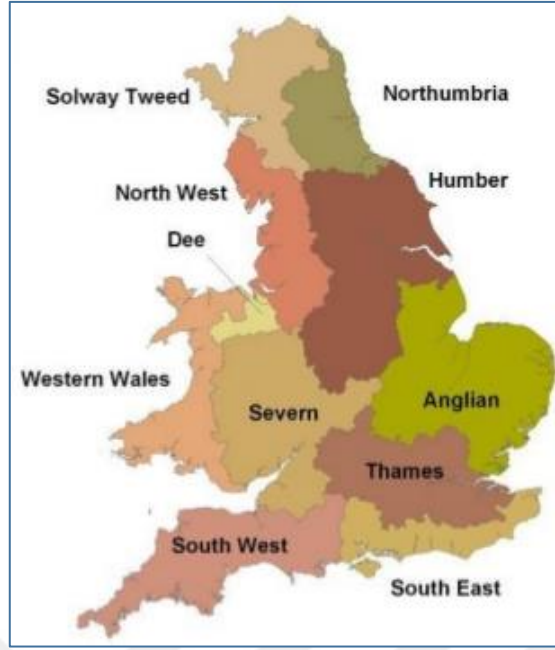 Solway Tweed
Northumbria
North West
Humber
Dee
Western Wales
Severn
Anglian
Thames
South West
South East